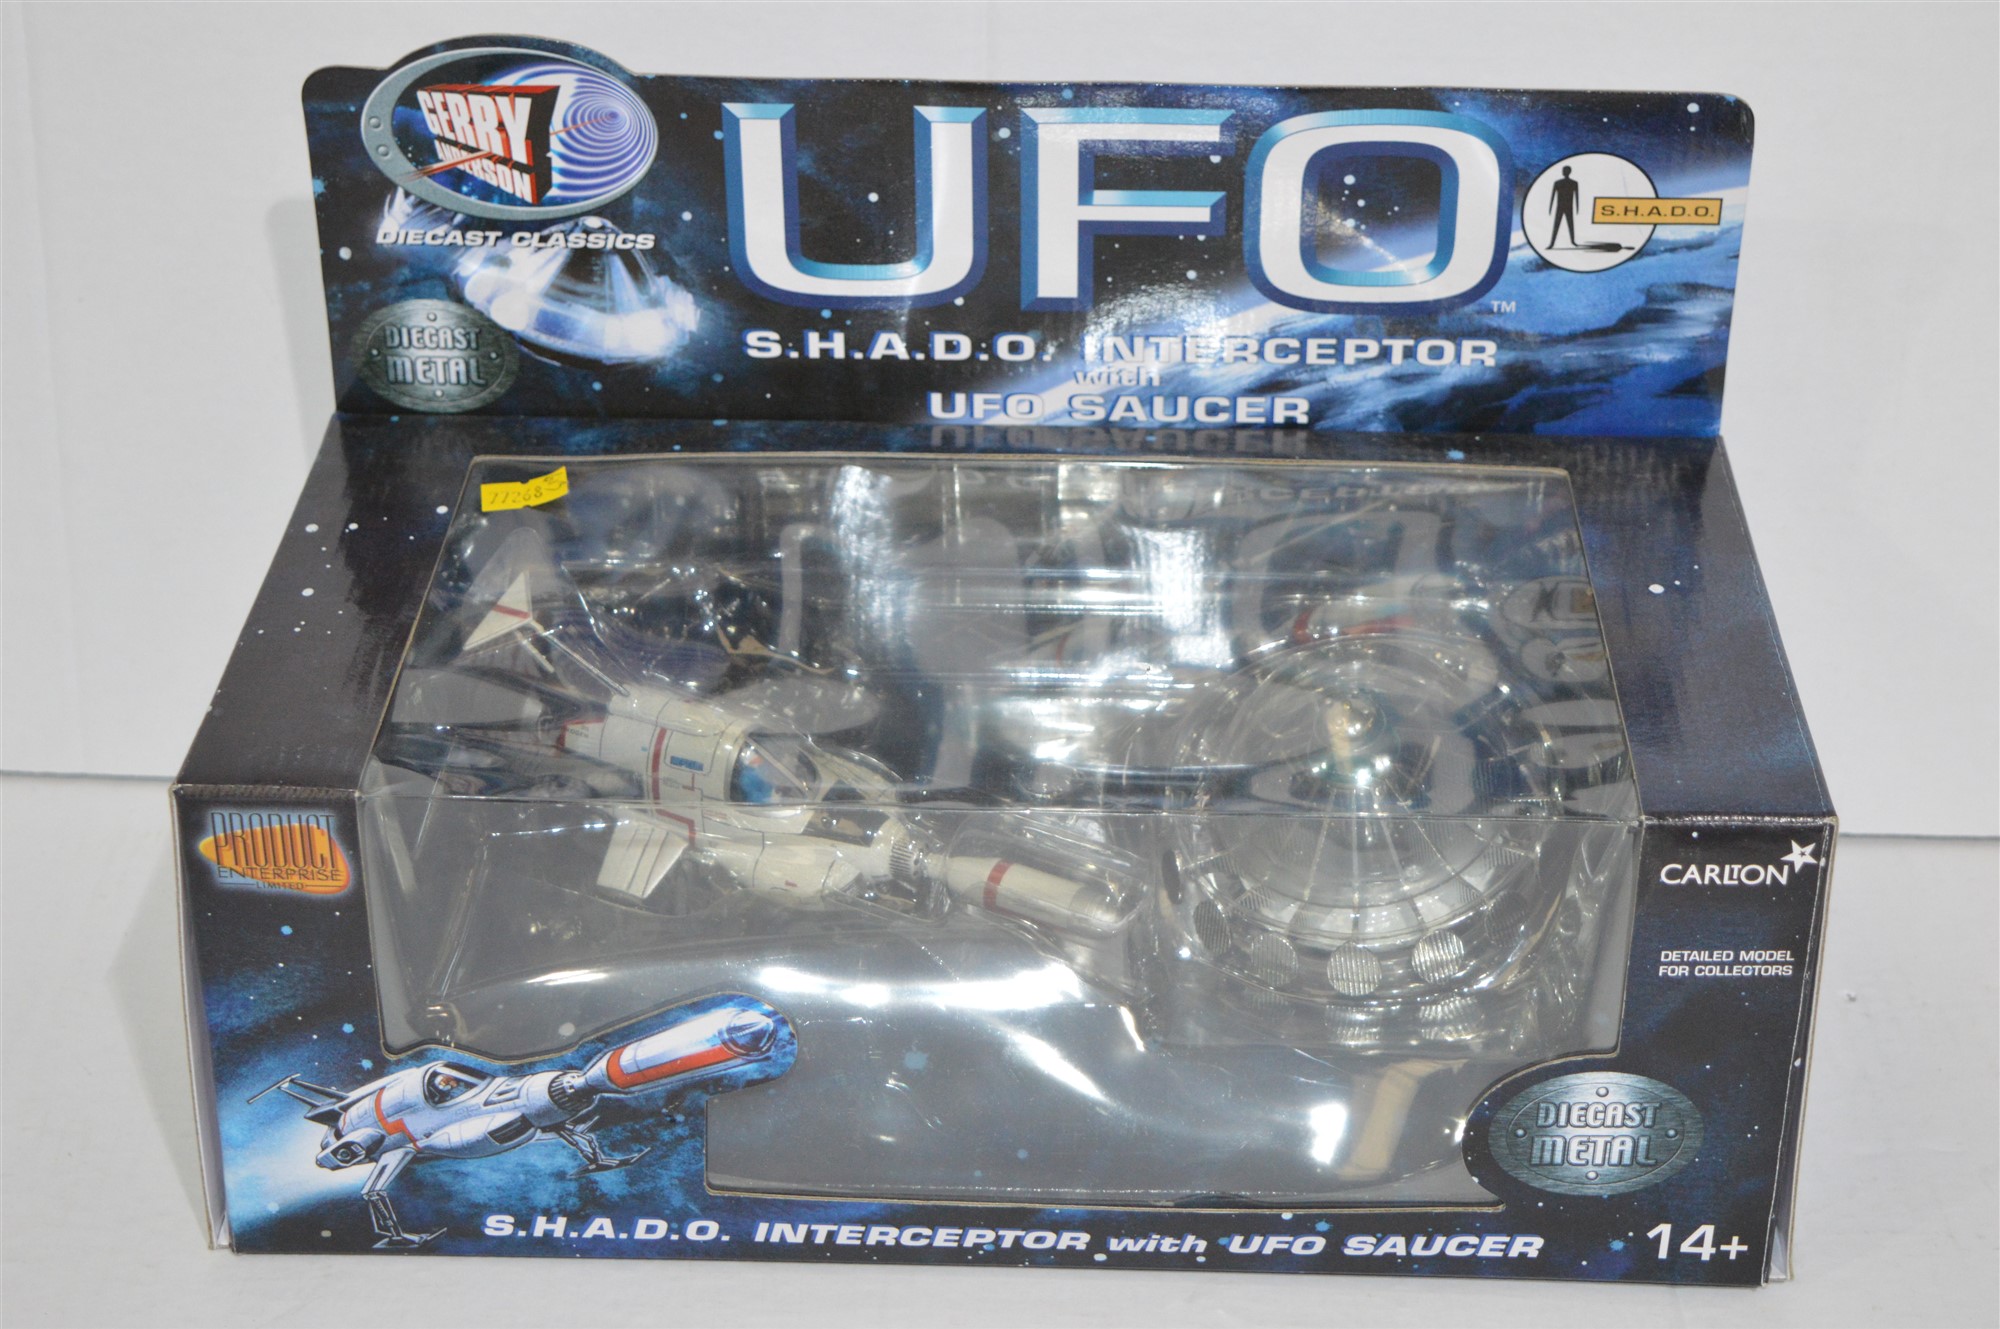 GERRY
ANDERSON
DIECAST CLASSICS
UFO
TM
S.H.A.D.O.
DIECAST
METAL
S.H.A.D.O. INTERCEPTOR
with
UFO SAUCER
77268
PRODUCT
ENTERPRISE
LIMITED
CARLTON
DETAILED MODEL
FOR COLLECTORS
DIECAST
METAL
S.H.A.D.O. INTERCEPTOR with UFO SAUCER
14+